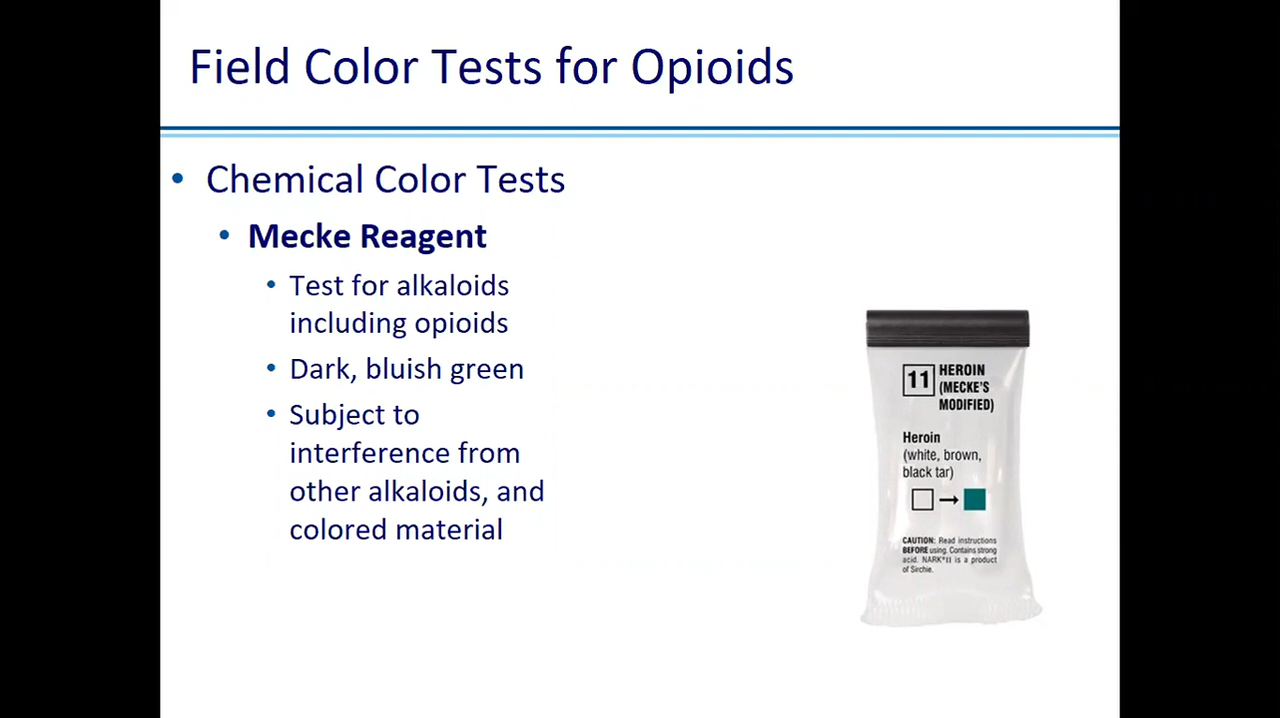 Field Color Tests for Opioids
• Chemical Color Tests
• Mecke Reagent
• Test for alkaloids
including opioids
• Dark, bluish green
• Subject to
interference from
other alkaloids, and
colored material
11 HEROIN
(MECKE'S
MODIFIED)
Heroin
(white, brown,
black tar)
CAUTION: Read instructions
BEFORE using. Contains strong
acid. NARK®II is a product
of Sirchie.